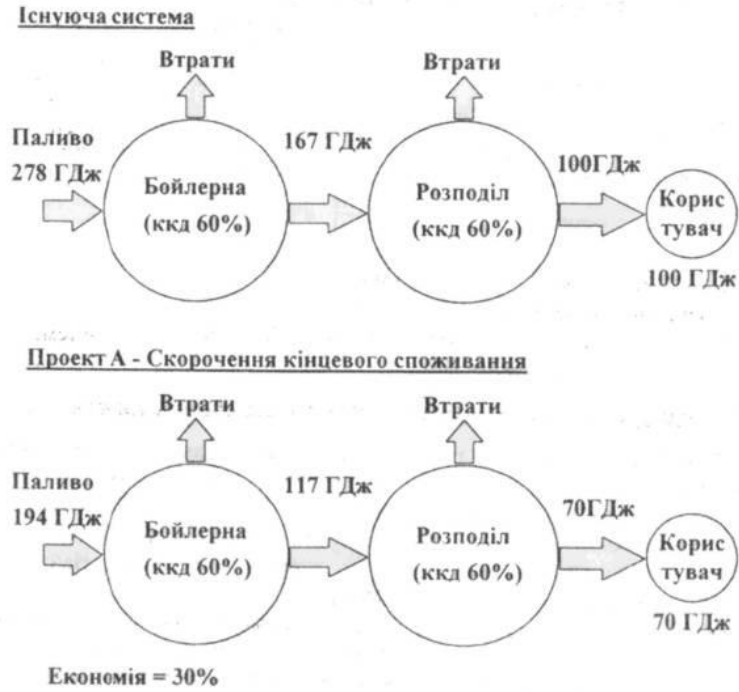 Існуюча система
Втрати
Втрати
Паливо
278 ГДж
167 ГДж
100ГДж
Бойлерна
(ккд 60%)
Розподіл
(ккд 60%)
Корис
тувач
100 ГДж
Проект А - Скорочення кінцевого споживання
Втрати
Втрати
Паливо
194 ГДж
117 ГДж
70ГДж
Бойлерна
(ккд 60%)
Розподіл
(ккд 60%)
Корис
тувач
70 ГДж
Економія = 30%